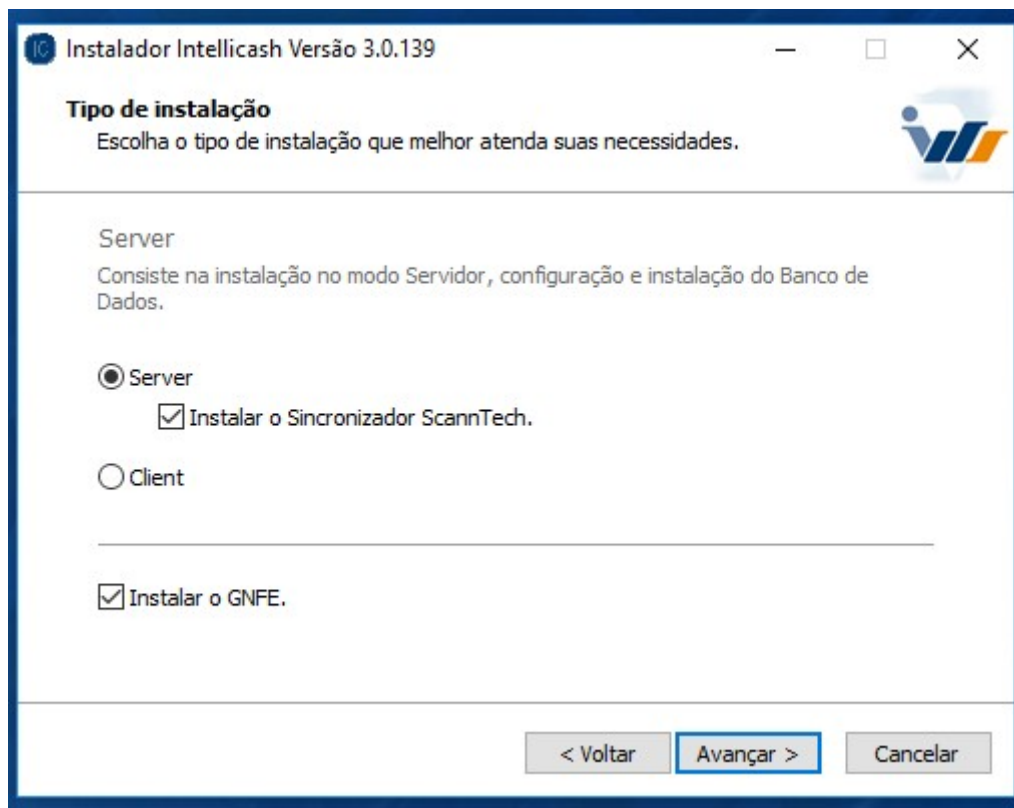 IC Instalador Intellicash Versão 3.0.139
Tipo de instalação
Escolha o tipo de instalação que melhor atenda suas necessidades.
Server
Consiste na instalação no modo Servidor, configuração e instalação do Banco de
Dados.
Server
Instalar o Sincronizador ScannTech.
Client
Instalar o GNFE.
< Voltar Avançar > Cancelar